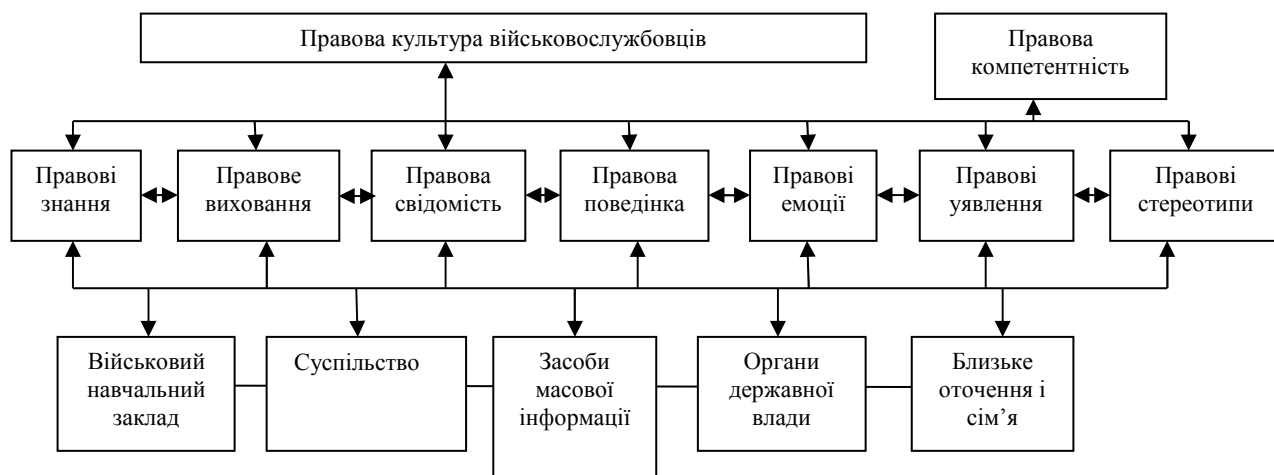 Правова культура військовослужбовців
Правова
компетентність
Правові
знання
Правове
виховання
Правова
свідомість
Правова
поведінка
Правові
емоції
Правові
уявлення
Правові
стереотипи
Військовий
навчальний
заклад
Суспільство
Засоби
масової
інформації
Органи
державної
влади
Близьке
оточення і
сім’я